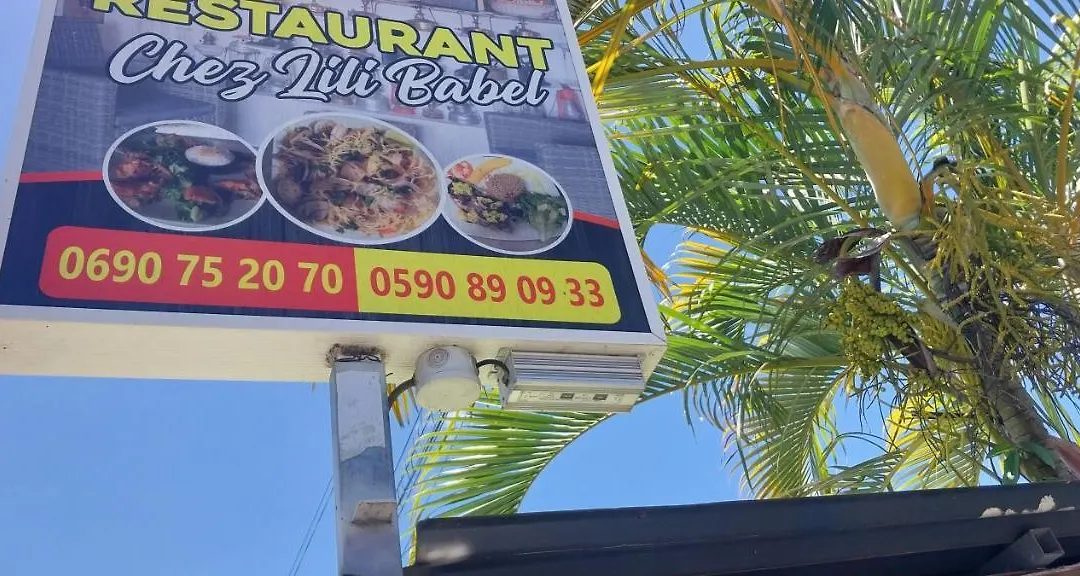 RESTAURANT
Chez Lili Babel
0690 75 20 70 0590 89 09 33